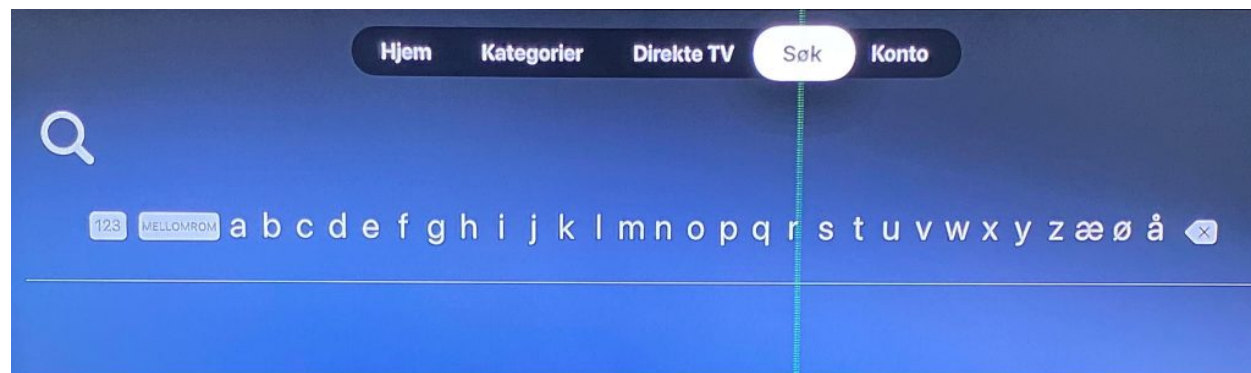 Hjem Kategorier Direkte TV Søk Konto
123 MELLOMROM a b c d e f g h i j k l m n o p q r s t u v w x y z æ ø å